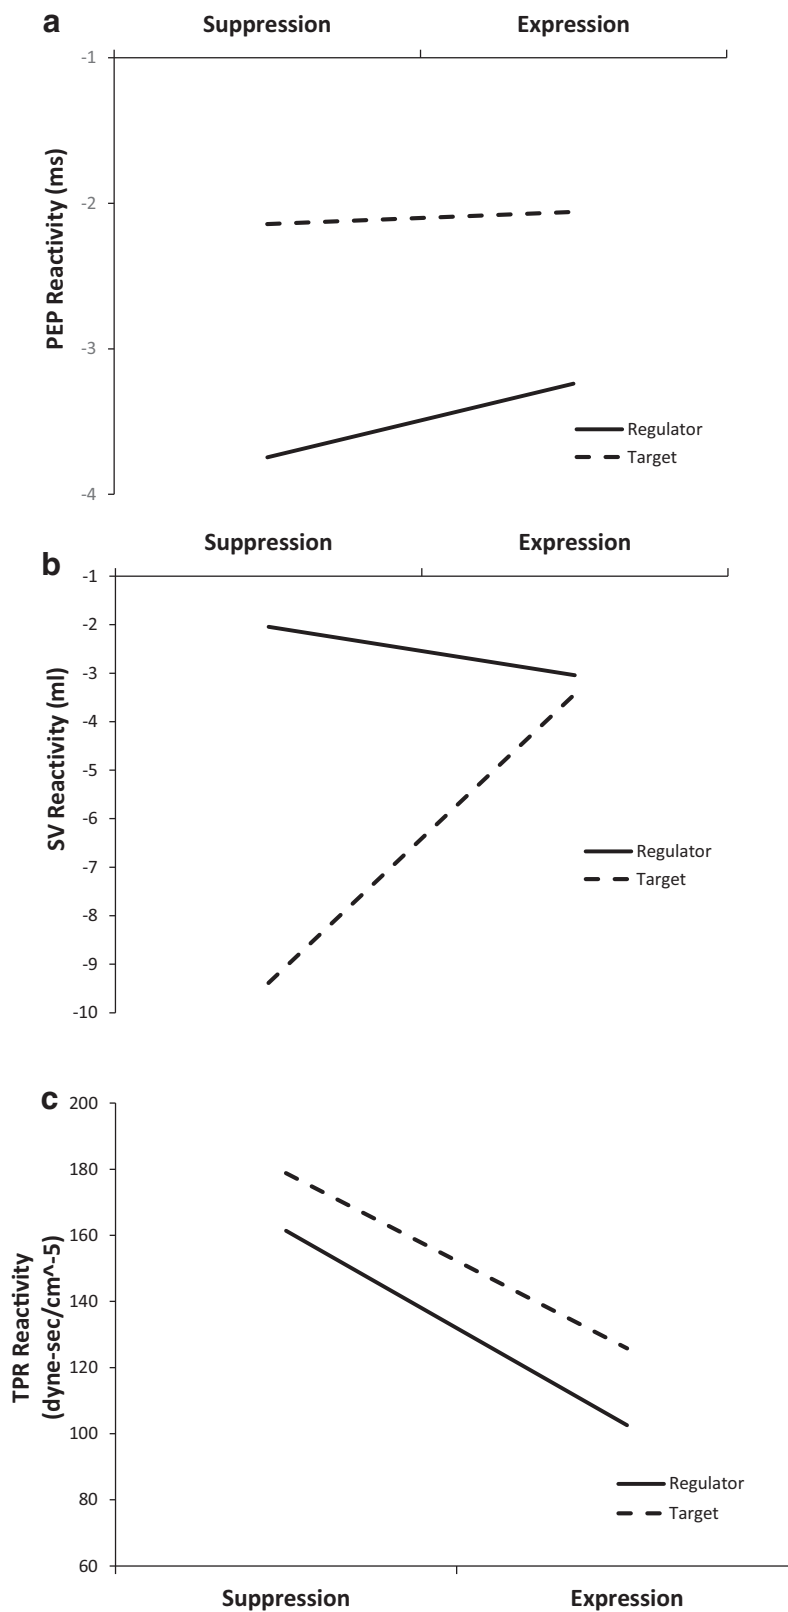 a
Suppression Expression
-1
-2
-3
-4
PEP Reactivity (ms)
Regulator
Target
b
Suppression Expression
-1
-2
-3
-4
-5
-6
-7
-8
-9
-10
SV Reactivity (ml)
Regulator
Target
c
200
180
160
140
120
100
80
60
TPR Reactivity
(dyne-sec/cm^-5)
Regulator
Target
Suppression Expression